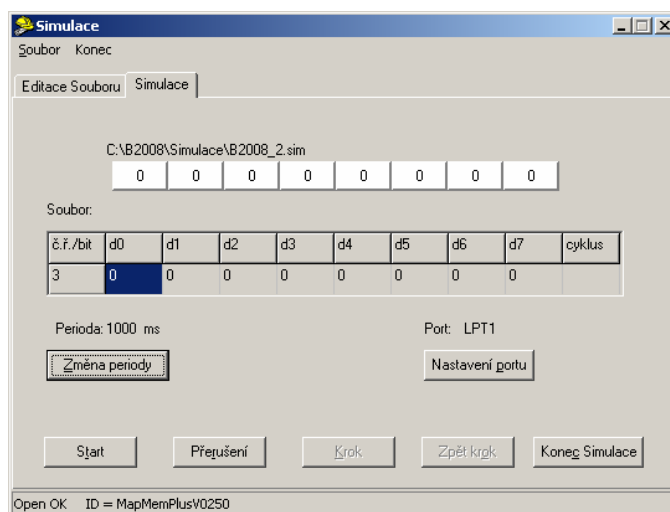 Simulace
Soubor Konec
Editace Souboru Simulace
C:\B2008\Simulace\B2008_2.sim
0 0 0 0 0 0 0 0
Soubor:
č.ř./bit d0 d1 d2 d3 d4 d5 d6 d7 cyklus
3 0 0 0 0 0 0 0 0
Perioda: 1000 ms Port: LPT1
Změna periody Nastavení portu
Start Přerušení Krok Zpět krok Konec Simulace
Open OK ID = MapMemPlusV0250